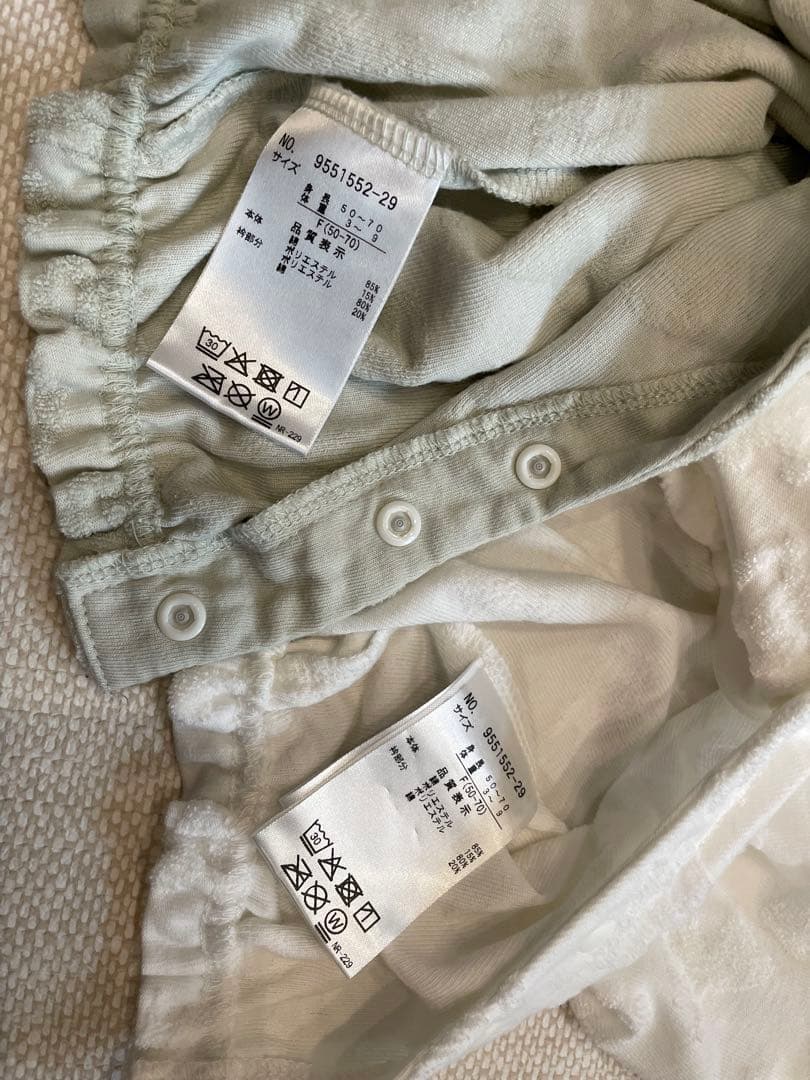 NO. 9551552-29
サイズ
身長 50~70
体重 3~ 9
F(50-70)
品質表示
本体 綿 85%
ポリエステル 15%
衿部分 ポリエステル 80%
綿 20%
30
1
W
NR-229
NO. 9551552-29
サイズ
身長 50~70
体重 3~ 9
F(50-70)
品質表示
本体 綿 85%
ポリエステル 15%
衿部分 ポリエステル 80%
綿 20%
30
1
W
NR-229